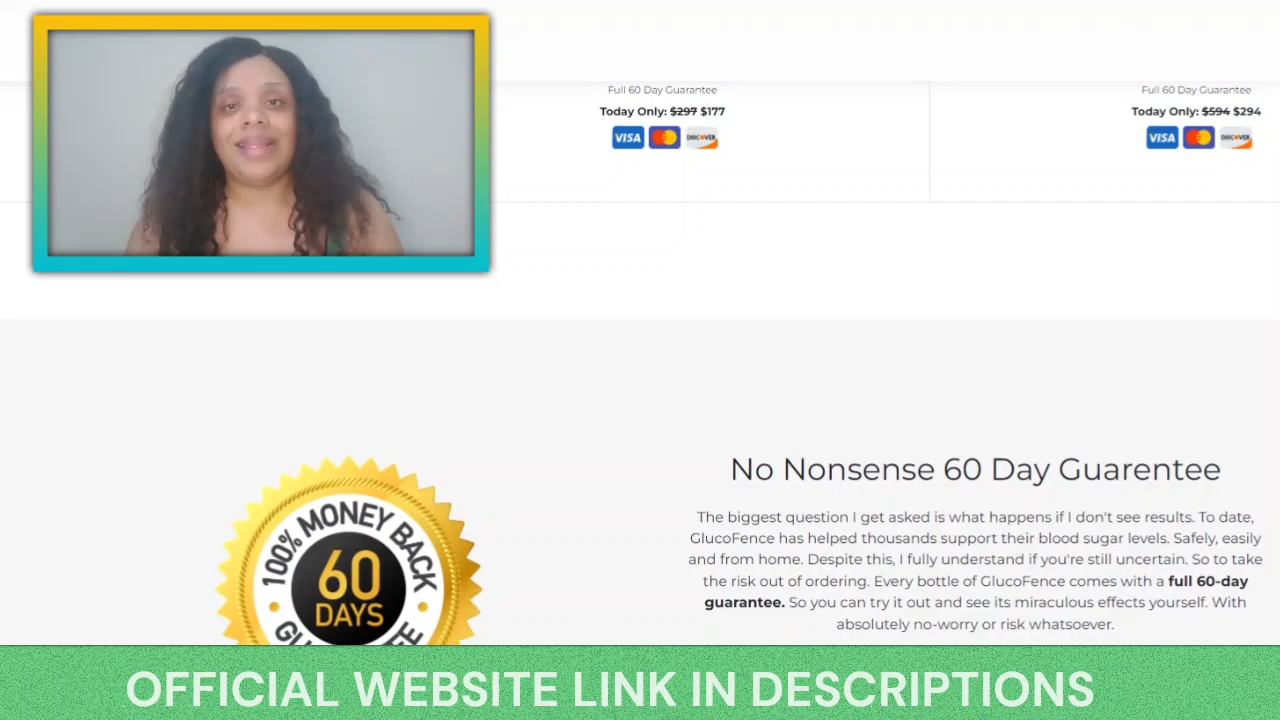 Full 60 Day Guarantee
Today Only: $297 $177
VISA
DISCOVER
Full 60 Day Guarantee
Today Only: $594 $294
VISA
DISCOVER
No Nonsense 60 Day Guarentee
The biggest question I get asked is what happens if I don't see results. To date,
GlucoFence has helped thousands support their blood sugar levels. Safely, easily
and from home. Despite this, I fully understand if you're still uncertain. So to take
the risk out of ordering. Every bottle of GlucoFence comes with a full 60-day
guarantee. So you can try it out and see its miraculous effects yourself. With
absolutely no-worry or risk whatsoever.
100% MONEY BACK
60
DAYS
OFFICIAL WEBSITE LINK IN DESCRIPTIONS